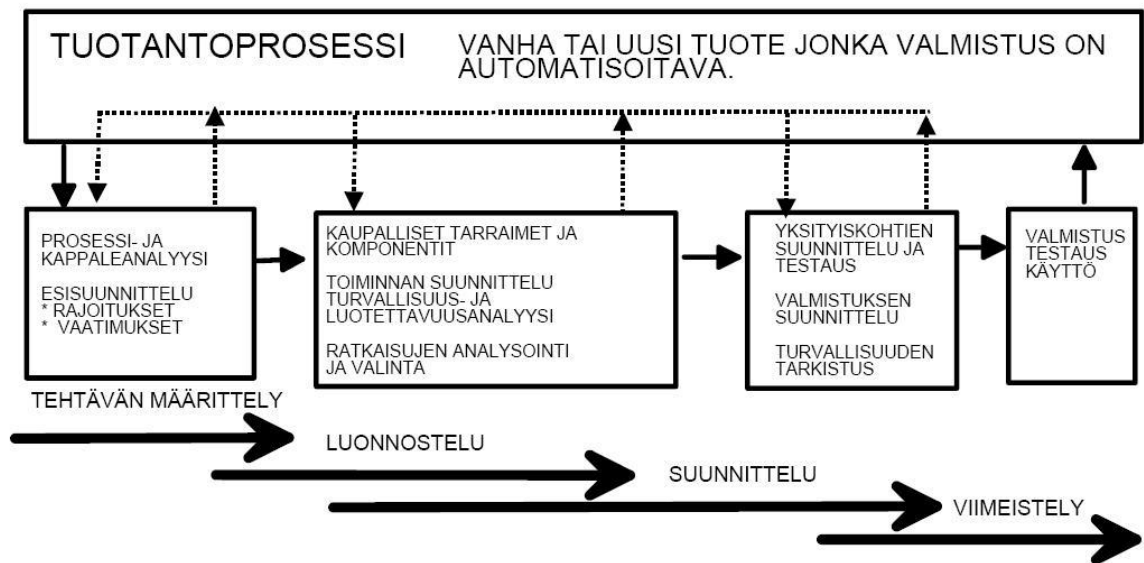 TUOTANTOPROSESSI
VANHA TAI UUSI TUOTE JONKA VALMISTUS ON
AUTOMATISOITAVA.
PROSESSI- JA
KAPPALEANALYYSI
ESISUUNNITTELU
* RAJOITUKSET
* VAATIMUKSET
KAUPALLISET TARRAIMET JA
KOMPONENTIT
TOIMINNAN SUUNNITTELU
TURVALLISUUS- JA
LUOTETTAVUUSANALYYSI
RATKAISUJEN ANALYSOINTI
JA VALINTA
YKSITYISKOHTIEN
SUUNNITTELU JA
TESTAUS
VALMISTUKSEN
SUUNNITTELU
TURVALLISUUDEN
TARKISTUS
VALMISTUS
TESTAUS
KÄYTTÖ
TEHTÄVÄN MÄÄRITTELY
LUONNOSTELU
SUUNNITTELU
VIIMEISTELY